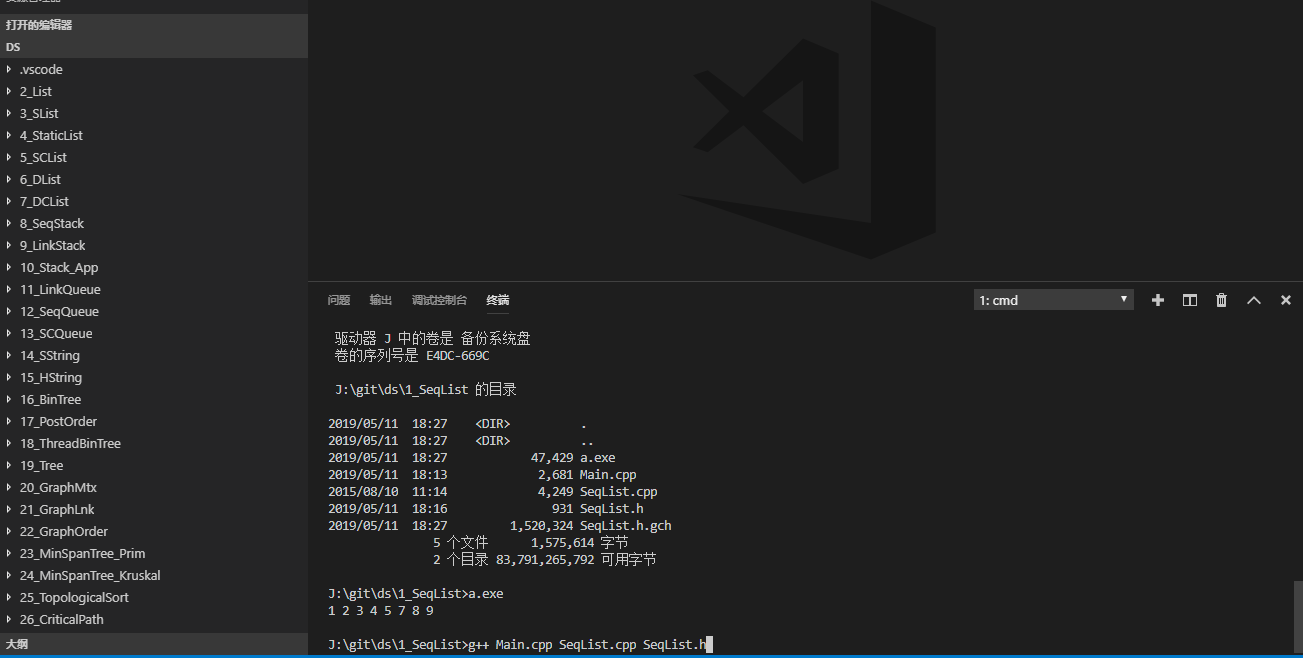 打开的编辑器
DS
.vscode
2_List
3_SList
4_StaticList
5_SCList
6_DList
7_DCList
8_SeqStack
9_LinkStack
10_Stack_App
11_LinkQueue
12_SeqQueue
13_SCQueue
14_SString
15_HString
16_BinTree
17_PostOrder
18_ThreadBinTree
19_Tree
20_GraphMtx
21_GraphLnk
22_GraphOrder
23_MinSpanTree_Prim
24_MinSpanTree_Kruskal
25_TopologicalSort
26_CriticalPath
大纲
问题 输出 调试控制台 终端 1: cmd
驱动器 J 中的卷是 备份系统盘
卷的序列号是 E4DC-669C
J:\git\ds\1_SeqList 的目录
2019/05/11 18:27 <DIR> .
2019/05/11 18:27 <DIR> ..
2019/05/11 18:27 47,429 a.exe
2019/05/11 18:13 2,681 Main.cpp
2015/08/10 11:14 4,249 SeqList.cpp
2019/05/11 18:16 931 SeqList.h
2019/05/11 18:27 1,520,324 SeqList.h.gch
5 个文件 1,575,614 字节
2 个目录 83,791,265,792 可用字节
J:\git\ds\1_SeqList>a.exe
1 2 3 4 5 7 8 9
J:\git\ds\1_SeqList>g++ Main.cpp SeqList.cpp SeqList.h